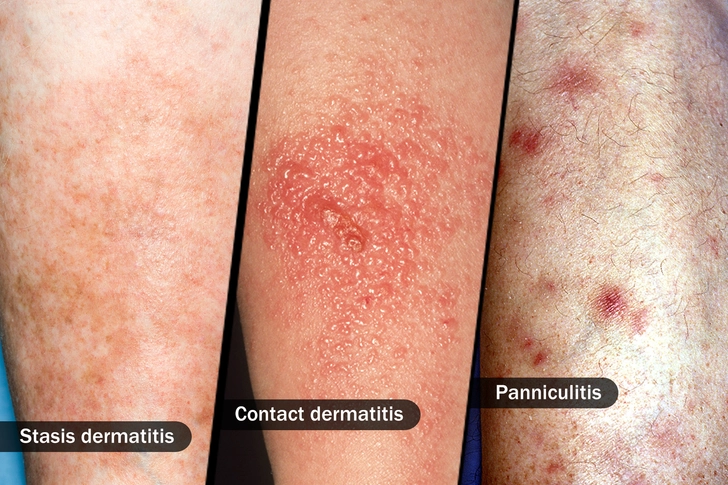 Stasis dermatitis
Contact dermatitis
Panniculitis